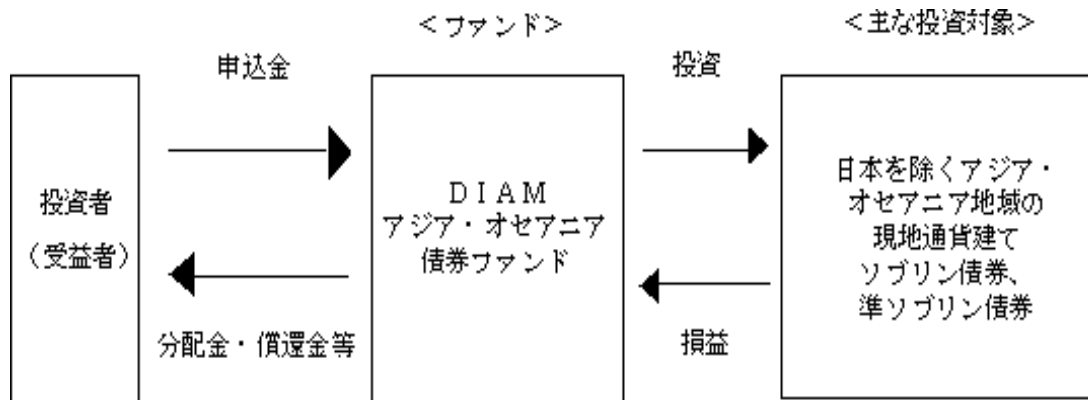 ＜ファンド＞
＜主な投資対象＞
申込金
投資
投資者
（受益者）
ＤＩＡＭ
アジア・オセアニア
債券ファンド
日本を除くアジア・
オセアニア地域の
現地通貨建て
ソブリン債券、
準ソブリン債券
分配金・償還金等
損益